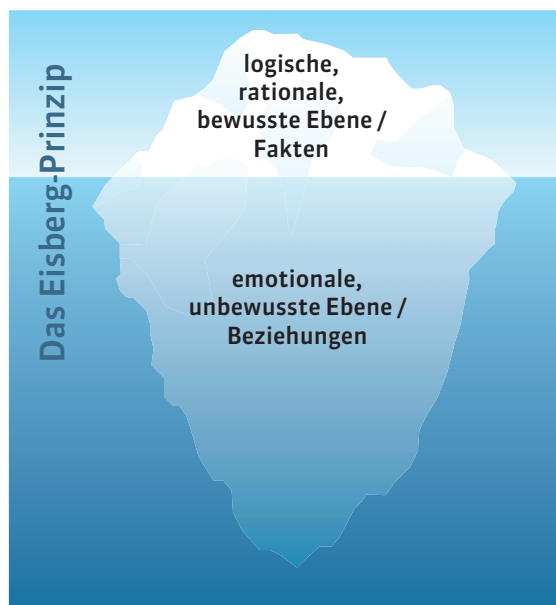 Das Eisberg-Prinzip
logische,
rationale,
bewusste Ebene /
Fakten
emotionale,
unbewusste Ebene /
Beziehungen